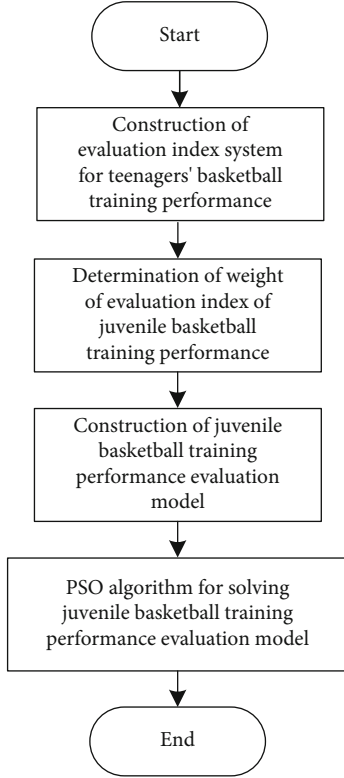 Start
Construction of
evaluation index system
for teenagers' basketball
training performance
Determination of weight
of evaluation index of
juvenile basketball
training performance
Construction of juvenile
basketball training
performance evaluation
model
PSO algorithm for solving
juvenile basketball training
performance evaluation model
End